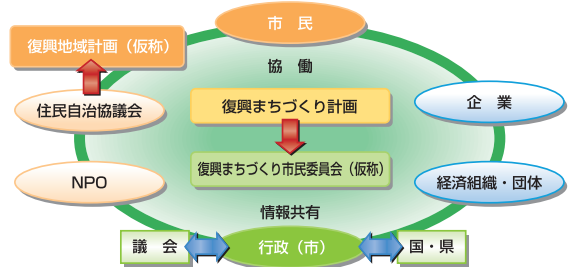 市　民
復興地域計画（仮称）
協　働
住民自治協議会
復興まちづくり計画
企　業
復興まちづくり市民委員会（仮称）
NPO
経済組織・団体
情報共有
議　会
行政（市）
国・県